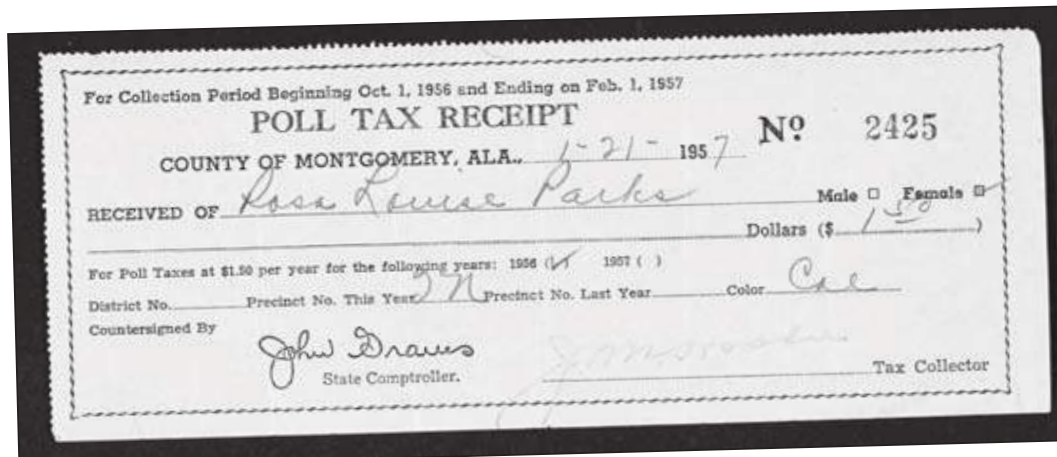 For Collection Period Beginning Oct. 1, 1956 and Ending on Feb. 1, 1957
POLL TAX RECEIPT
Nº 2425
COUNTY OF MONTGOMERY, ALA., 1-21- 1957
RECEIVED OF Rosa Louise Parks Male Female
Dollars ($ 1.50 )
For Poll Taxes at $1.50 per year for the following years: 1956 (✓) 1957 ( )
District No. Precinct No. This Year 2N Precinct No. Last Year Color Col
Countersigned By
John Graves
State Comptroller.
Tax Collector